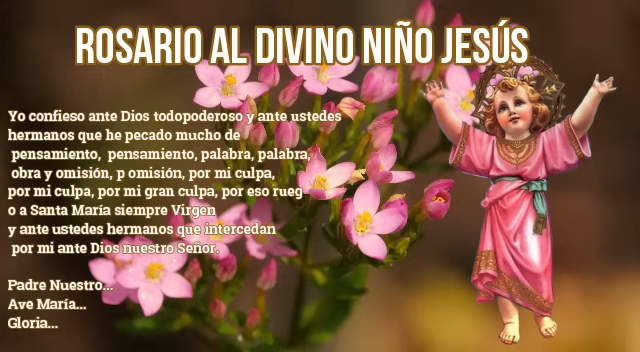 ROSARIO AL DIVINO NIÑO JESÚS
Yo confieso ante Dios todopoderoso y ante ustedes
hermanos que he pecado mucho de
pensamiento, pensamiento, palabra, palabra,
obra y omisión, p omisión, por mi culpa,
por mi culpa, por mi gran culpa, por eso rueg
o a Santa María siempre Virgen
y ante ustedes hermanos que intercedan
por mi ante Dios nuestro Señor.
Padre Nuestro...
Ave María...
Gloria...